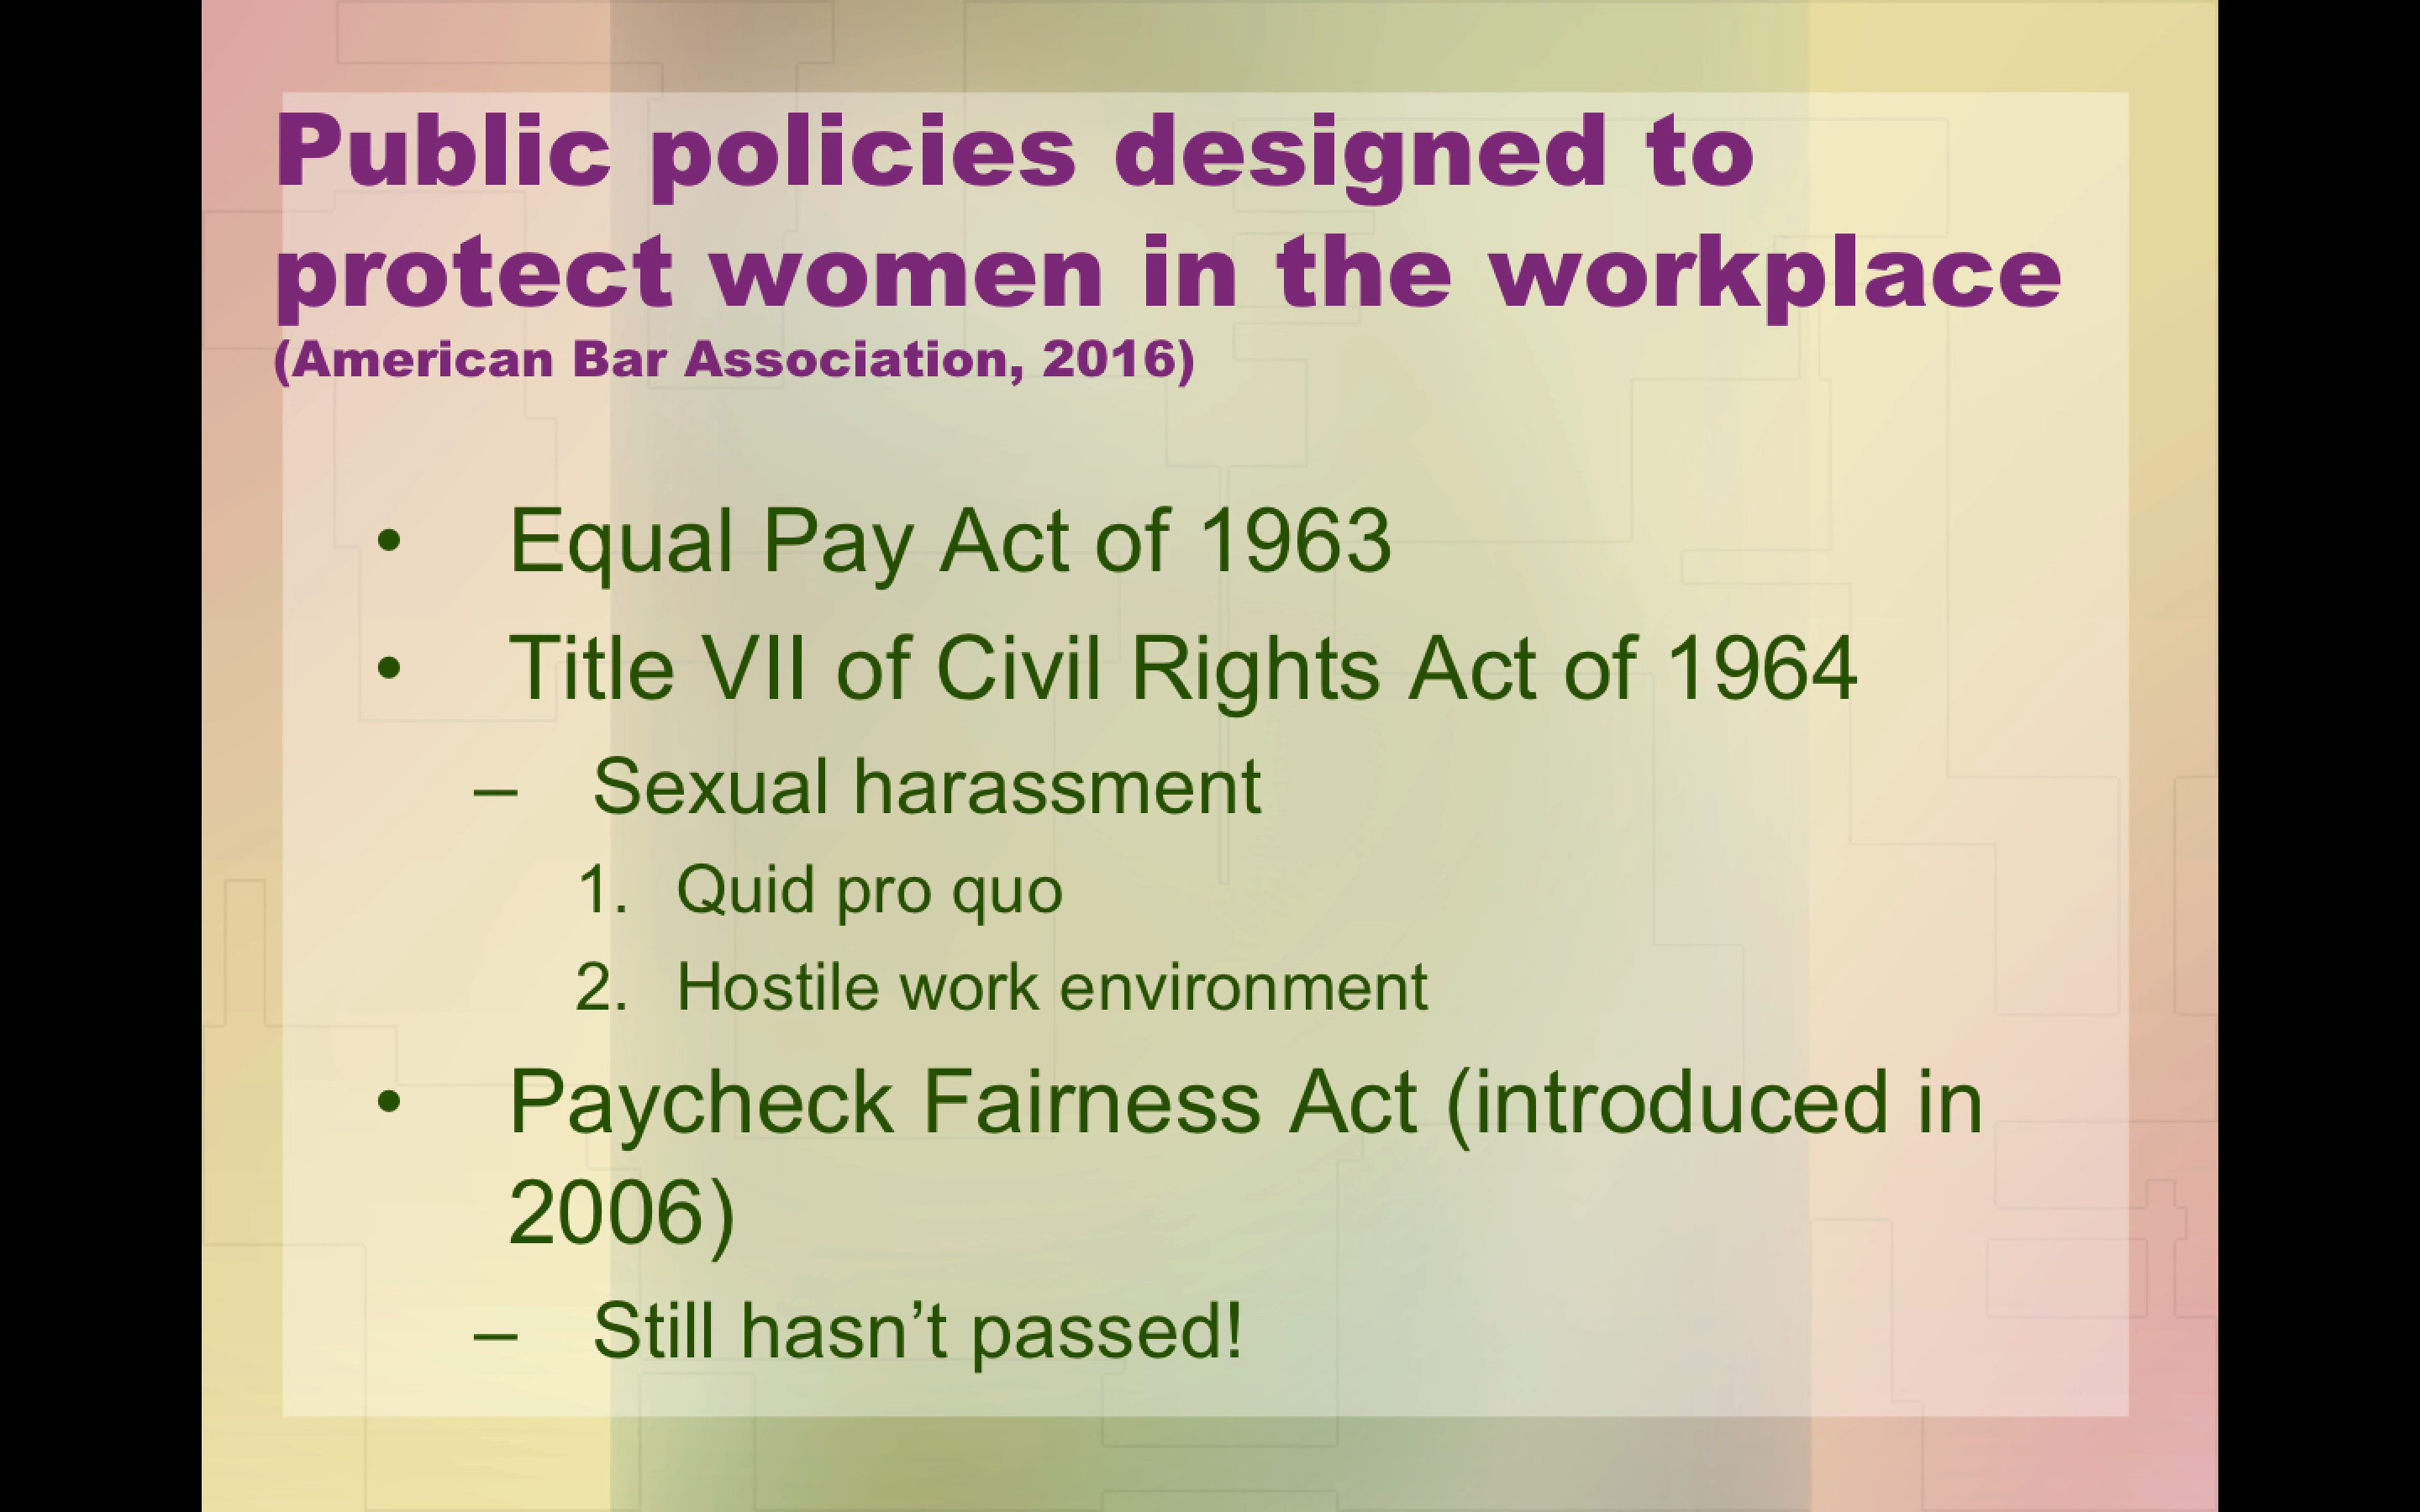 Public policies designed to
protect women in the workplace
(American Bar Association, 2016)
• Equal Pay Act of 1963
• Title VII of Civil Rights Act of 1964
– Sexual harassment
1. Quid pro quo
2. Hostile work environment
• Paycheck Fairness Act (introduced in
2006)
– Still hasn’t passed!